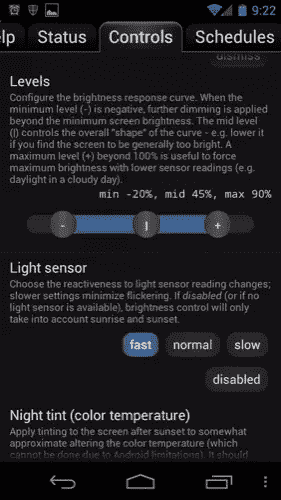 9:22
lp Status Controls Schedules
dismiss
Levels
Configure the brightness response curve. When the
minimum level (-) is negative, further dimming is applied
beyond the minimum screen brightness. The mid level
(|) controls the overall "shape" of the curve - e.g. lower it
if you find the screen to be generally too bright. A
maximum level (+) beyond 100% is useful to force
maximum brightness with lower sensor readings (e.g.
daylight in a cloudy day).
min -20%, mid 45%, max 90%
- | +
Light sensor
Choose the reactiveness to light sensor reading changes;
slower settings minimize flickering. If disabled (or if no
light sensor is available), brightness control will only
take into account sunrise and sunset.
fast normal slow
disabled
Night tint (color temperature)
Apply tinting to the screen after sunset to somewhat
approximate altering the color temperature (which
cannot be done due to Android limitations). It should